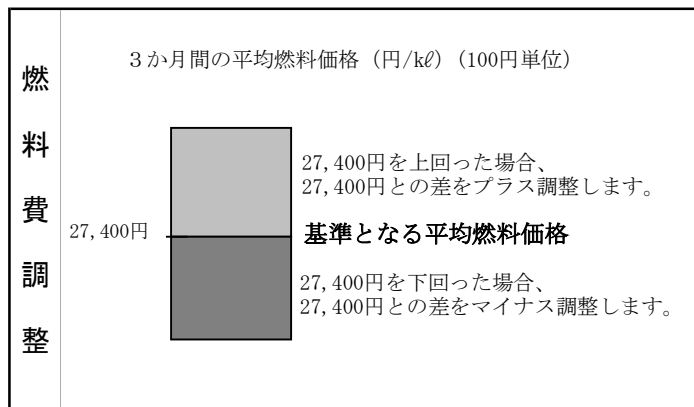 燃料費調整
３か月間の平均燃料価格（円/kℓ）（100円単位）
27,400円を上回った場合、
27,400円との差をプラス調整します。
27,400円
基準となる平均燃料価格
27,400円を下回った場合、
27,400円との差をマイナス調整します。